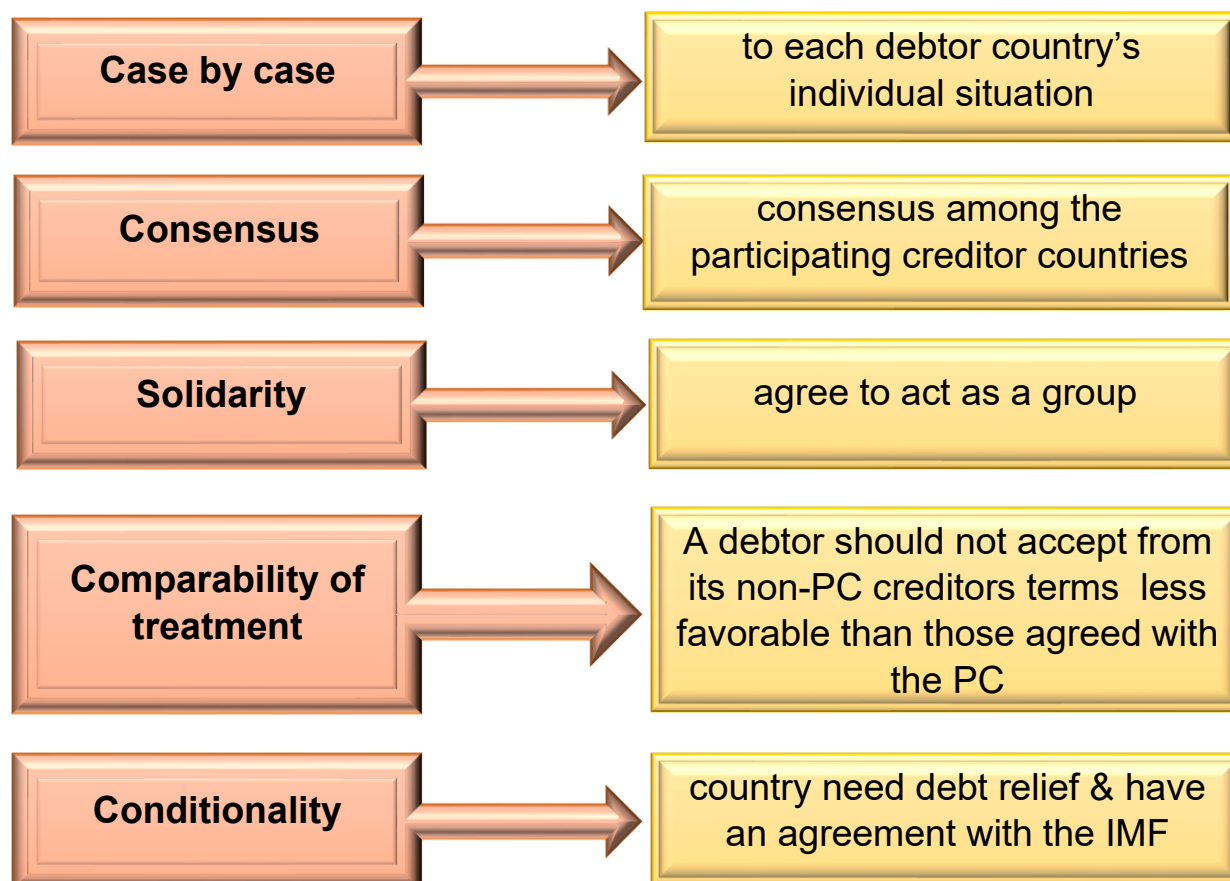 Case by case
to each debtor country’s
individual situation
Consensus
consensus among the
participating creditor countries
Solidarity
agree to act as a group
Comparability of
treatment
A debtor should not accept from
its non-PC creditors terms  less
favorable than those agreed with
the PC
Conditionality
country need debt relief & have
an agreement with the IMF